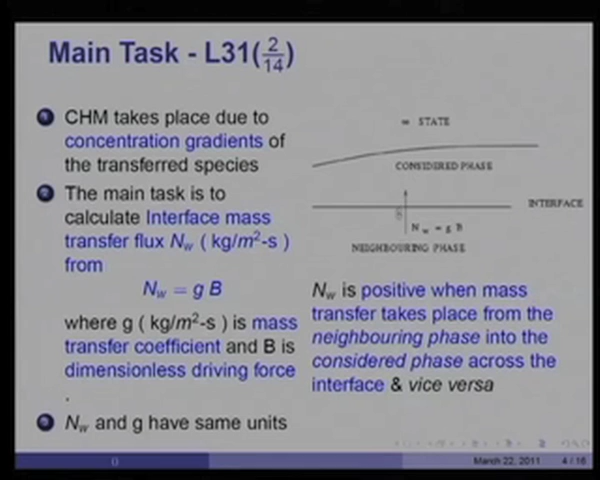 Main Task - L31(2/14)
1 CHM takes place due to
concentration gradients of
the transferred species
2 The main task is to
calculate Interface mass
transfer flux N_w ( kg/m²-s )
from
N_w = g B
where g ( kg/m²-s ) is mass
transfer coefficient and B is
dimensionless driving force
.
3 N_w and g have same units
∞ STATE
CONSIDERED PHASE
INTERFACE
N_w = g B
NEIGHBOURING PHASE
N_w is positive when mass
transfer takes place from the
neighbouring phase into the
considered phase across the
interface & vice versa
()
March 22, 2011
4 / 16